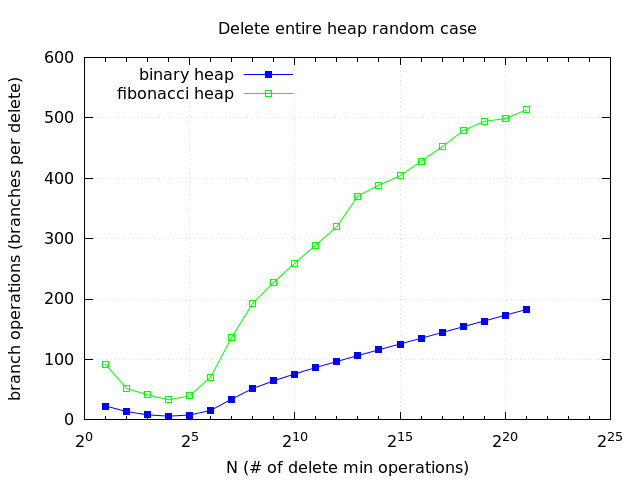 Delete entire heap random case
binary heap
fibonacci heap
branch operations (branches per delete)
600
500
400
300
200
100
0
2^0 2^5 2^10 2^15 2^20 2^25
N (# of delete min operations)